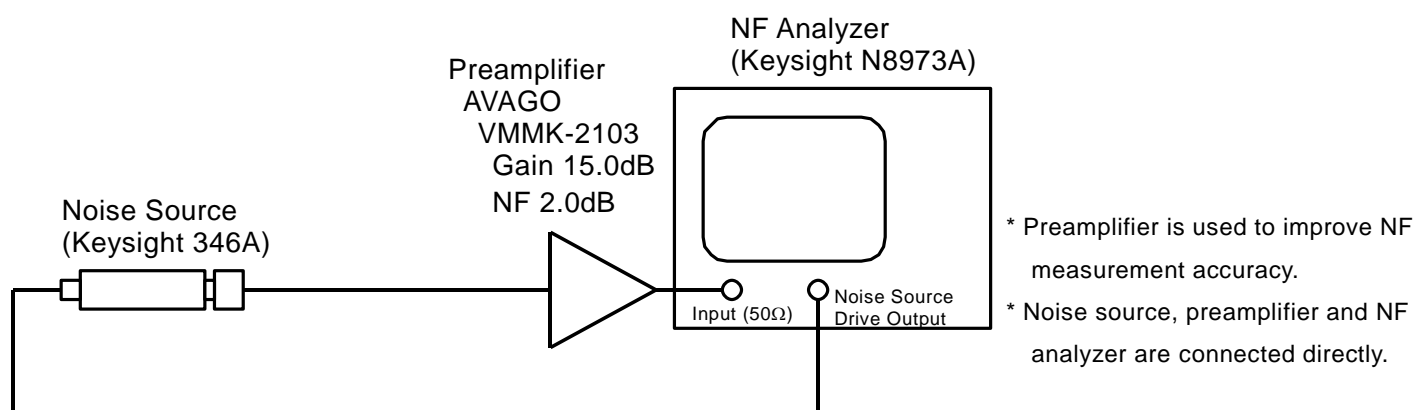 NF Analyzer
(Keysight N8973A)
Preamplifier
AVAGO
VMMK-2103
Gain 15.0dB
NF 2.0dB
Noise Source
(Keysight 346A)
Input (50Ω)
Noise Source
Drive Output
* Preamplifier is used to improve NF
measurement accuracy.
* Noise source, preamplifier and NF
analyzer are connected directly.